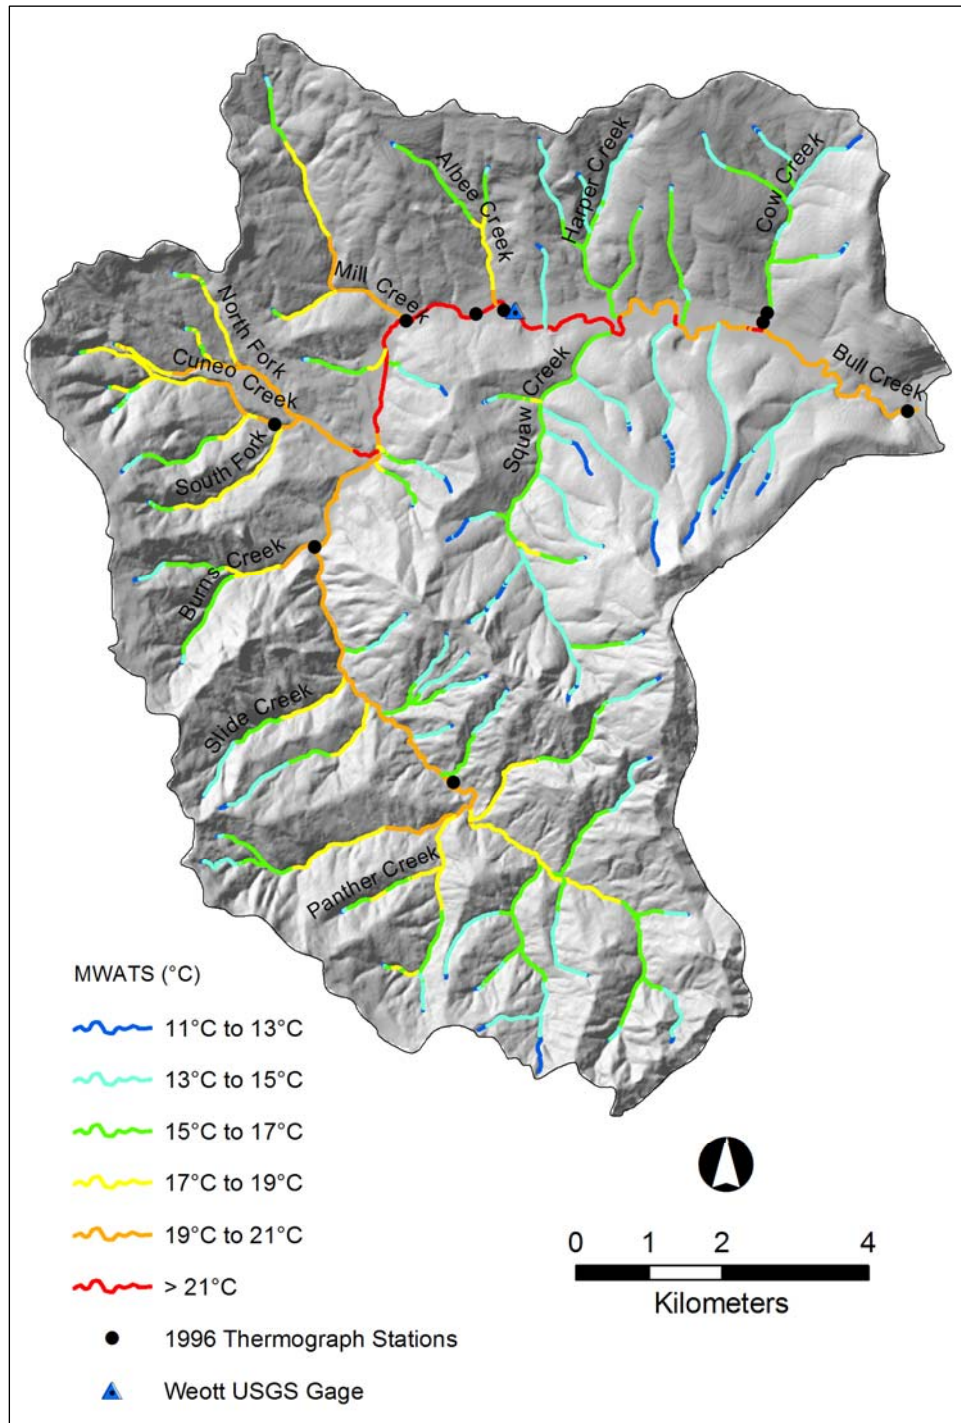 Albee Creek
Harper Creek
Cow Creek
Mill Creek
North Fork
Cuneo Creek
Bull Creek
Squaw Creek
South Fork
Burns Creek
Slide Creek
Panther Creek
MWATS (°C)
11°C to 13°C
13°C to 15°C
15°C to 17°C
17°C to 19°C
19°C to 21°C
> 21°C
1996 Thermograph Stations
Weott USGS Gage
0 1 2 4
Kilometers